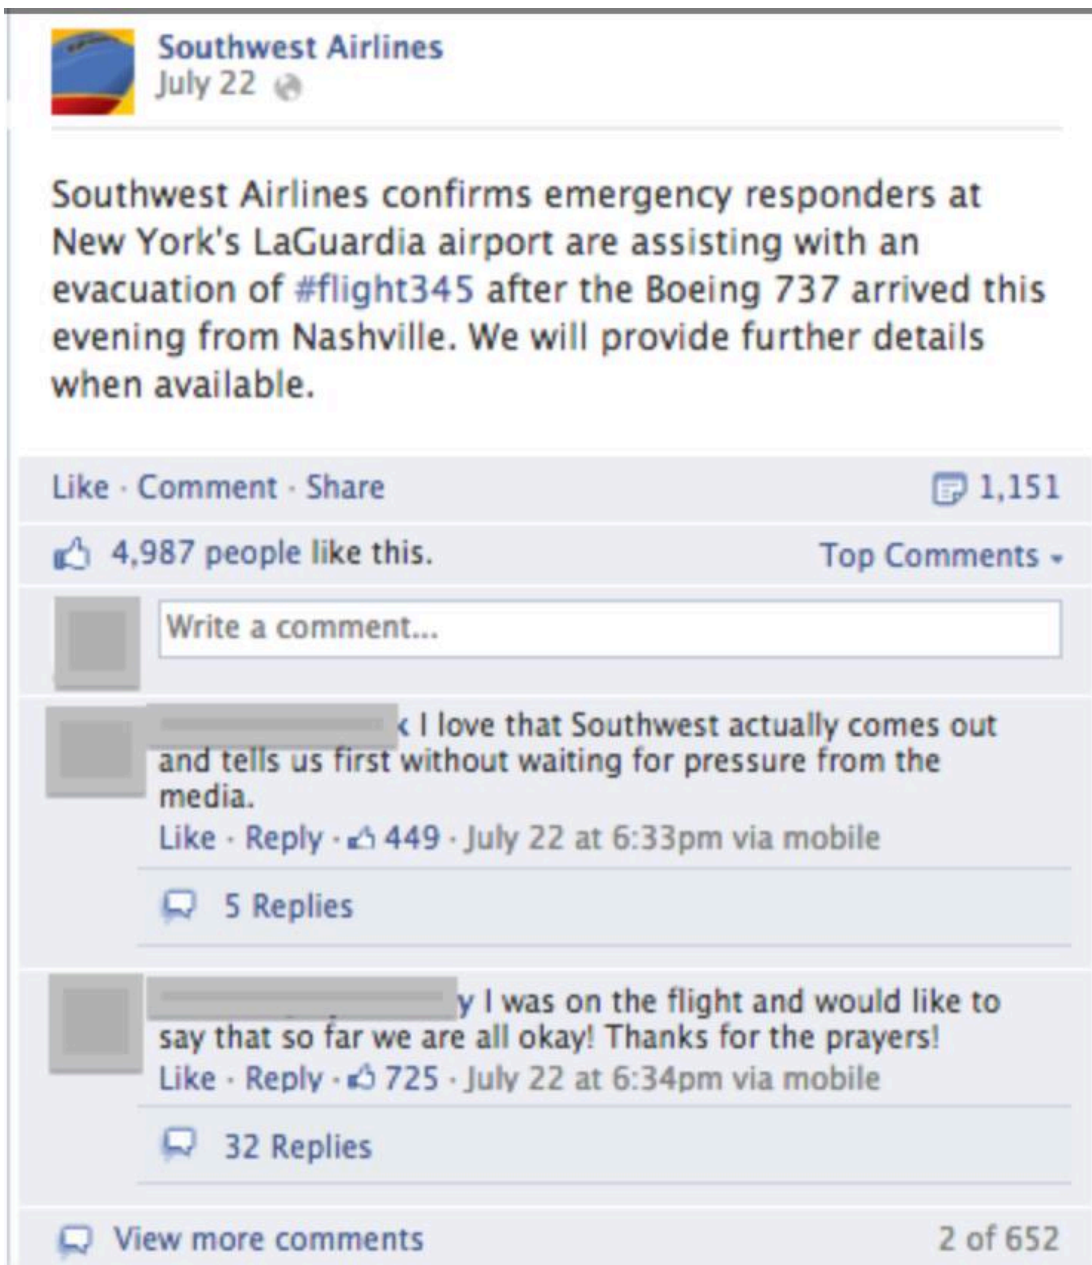 Southwest Airlines
July 22
Southwest Airlines confirms emergency responders at
New York's LaGuardia airport are assisting with an
evacuation of #flight345 after the Boeing 737 arrived this
evening from Nashville. We will provide further details
when available.
Like · Comment · Share 1,151
4,987 people like this. Top Comments
Write a comment...
k I love that Southwest actually comes out
and tells us first without waiting for pressure from the
media.
Like · Reply · 449 · July 22 at 6:33pm via mobile
5 Replies
y I was on the flight and would like to
say that so far we are all okay! Thanks for the prayers!
Like · Reply · 725 · July 22 at 6:34pm via mobile
32 Replies
View more comments 2 of 652